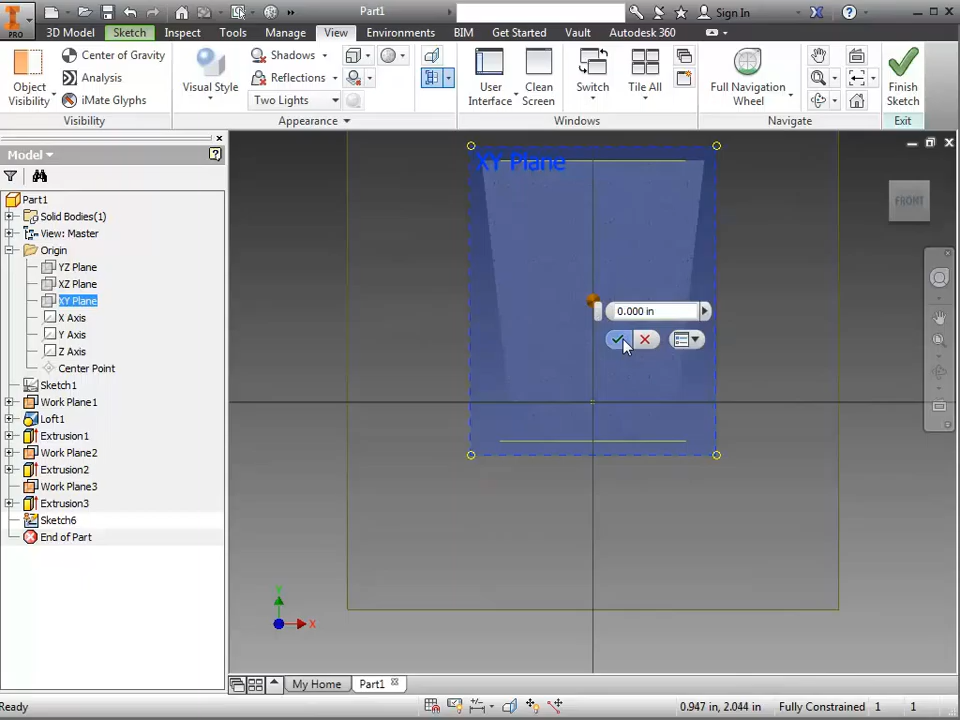 Part1
Sign In
PRO
3D Model
Sketch
Inspect
Tools
Manage
View
Environments
BIM
Get Started
Vault
Autodesk 360
Object Visibility
Center of Gravity
Analysis
iMate Glyphs
Visibility
Visual Style
Shadows
Reflections
Two Lights
Appearance
User Interface
Clean Screen
Switch
Tile All
Windows
Full Navigation Wheel
Navigate
Finish Sketch
Exit
Model
Part1
Solid Bodies(1)
View: Master
Origin
YZ Plane
XZ Plane
XY Plane
X Axis
Y Axis
Z Axis
Center Point
Sketch1
Work Plane1
Loft1
Extrusion1
Work Plane2
Extrusion2
Work Plane3
Extrusion3
Sketch6
End of Part
XY Plane
FRONT
0.000 in
Y
X
My Home
Part1
Ready
0.947 in, 2.044 in
Fully Constrained
1
1